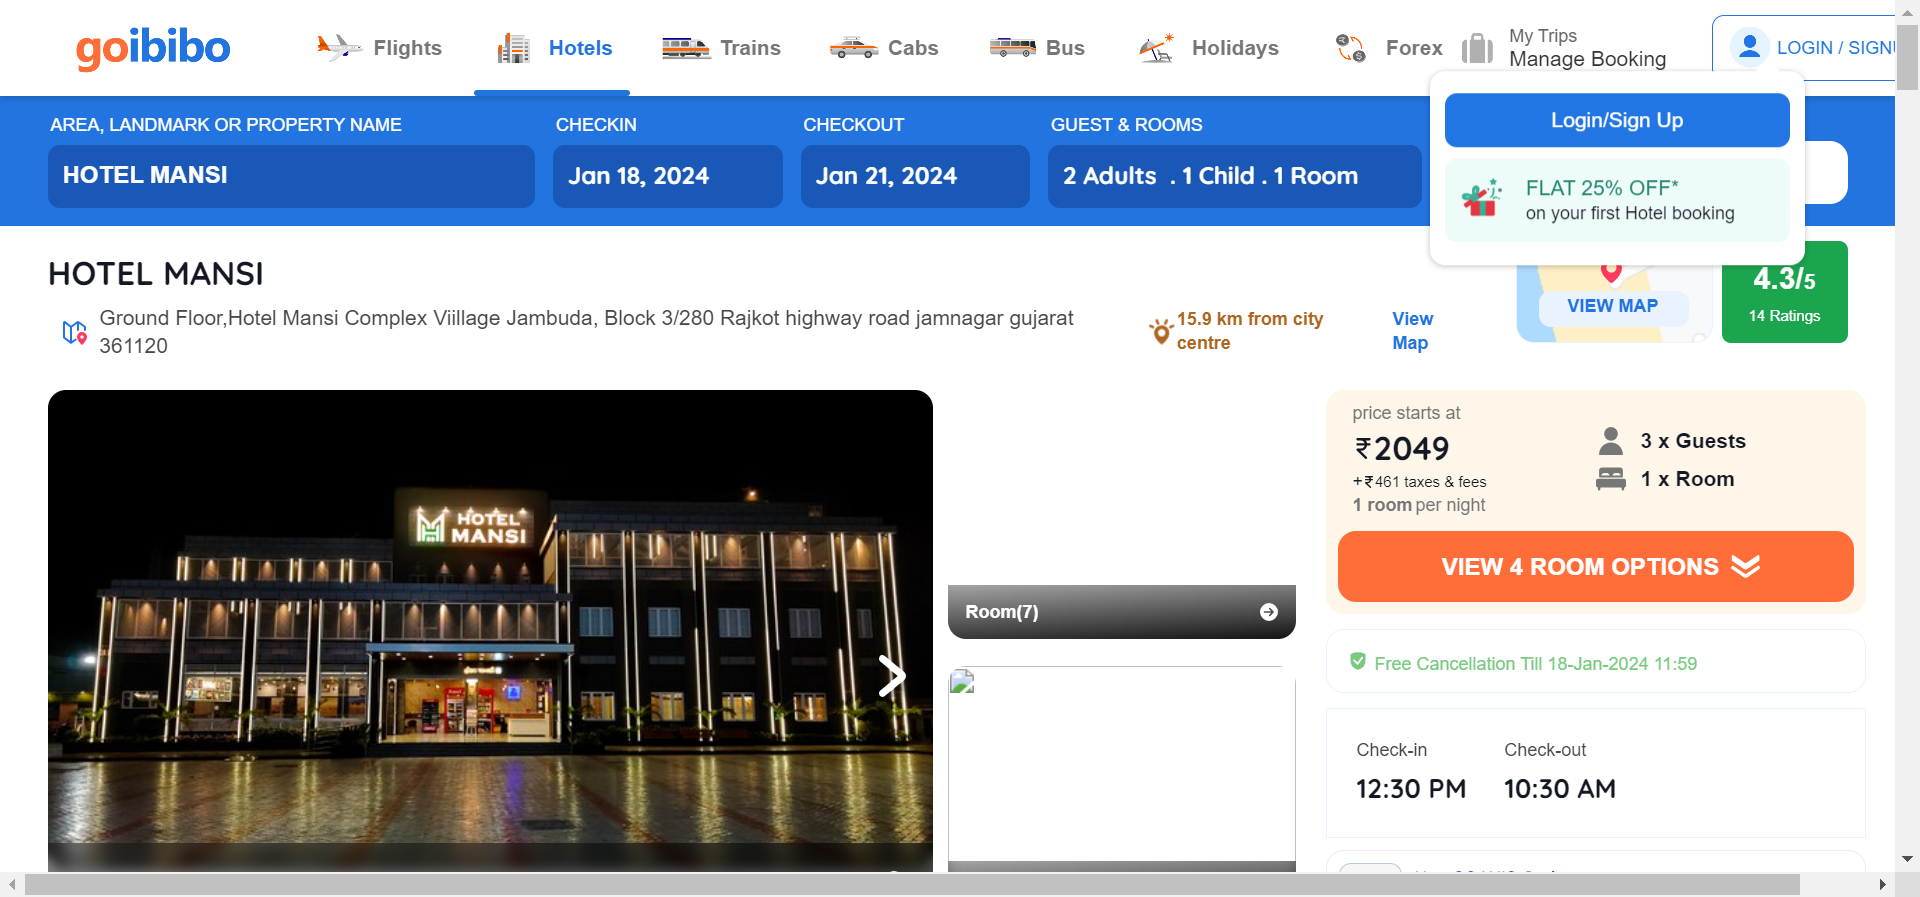 goibibo
Flights
Hotels
Trains
Cabs
Bus
Holidays
Forex
My Trips
Manage Booking
LOGIN / SIGNU
AREA, LANDMARK OR PROPERTY NAME
CHECKIN
CHECKOUT
GUEST & ROOMS
HOTEL MANSI
Jan 18, 2024
Jan 21, 2024
2 Adults . 1 Child . 1 Room
Login/Sign Up
FLAT 25% OFF*
on your first Hotel booking
HOTEL MANSI
Ground Floor,Hotel Mansi Complex Viillage Jambuda, Block 3/280 Rajkot highway road jamnagar gujarat
361120
15.9 km from city
centre
View
Map
VIEW MAP
4.3/5
14 Ratings
HOTEL
MANSI
Room(7)
price starts at
₹2049
+₹461 taxes & fees
1 room per night
3 x Guests
1 x Room
VIEW 4 ROOM OPTIONS
Free Cancellation Till 18-Jan-2024 11:59
Check-in
Check-out
12:30 PM
10:30 AM